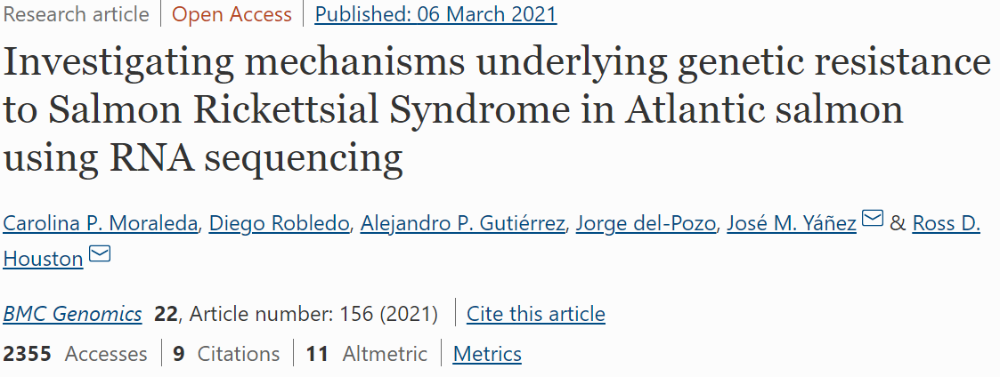 Research article | Open Access | Published: 06 March 2021
Investigating mechanisms underlying genetic resistance
to Salmon Rickettsial Syndrome in Atlantic salmon
using RNA sequencing
Carolina P. Moraleda, Diego Robledo, Alejandro P. Gutiérrez, Jorge del-Pozo, José M. Yáñez & Ross D.
Houston
BMC Genomics 22, Article number: 156 (2021) | Cite this article
2355 Accesses | 9 Citations | 11 Altmetric | Metrics